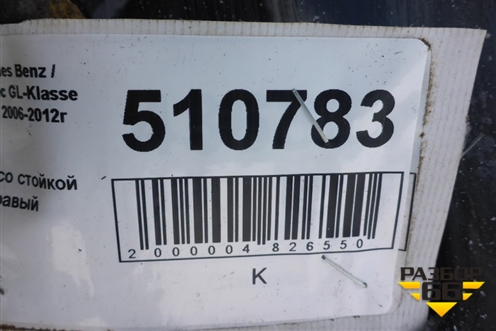 es Benz /
с GL-Klasse
2006-2012г
510783
со стойкой
равый
2000004826550
K
РАЗБОР
66